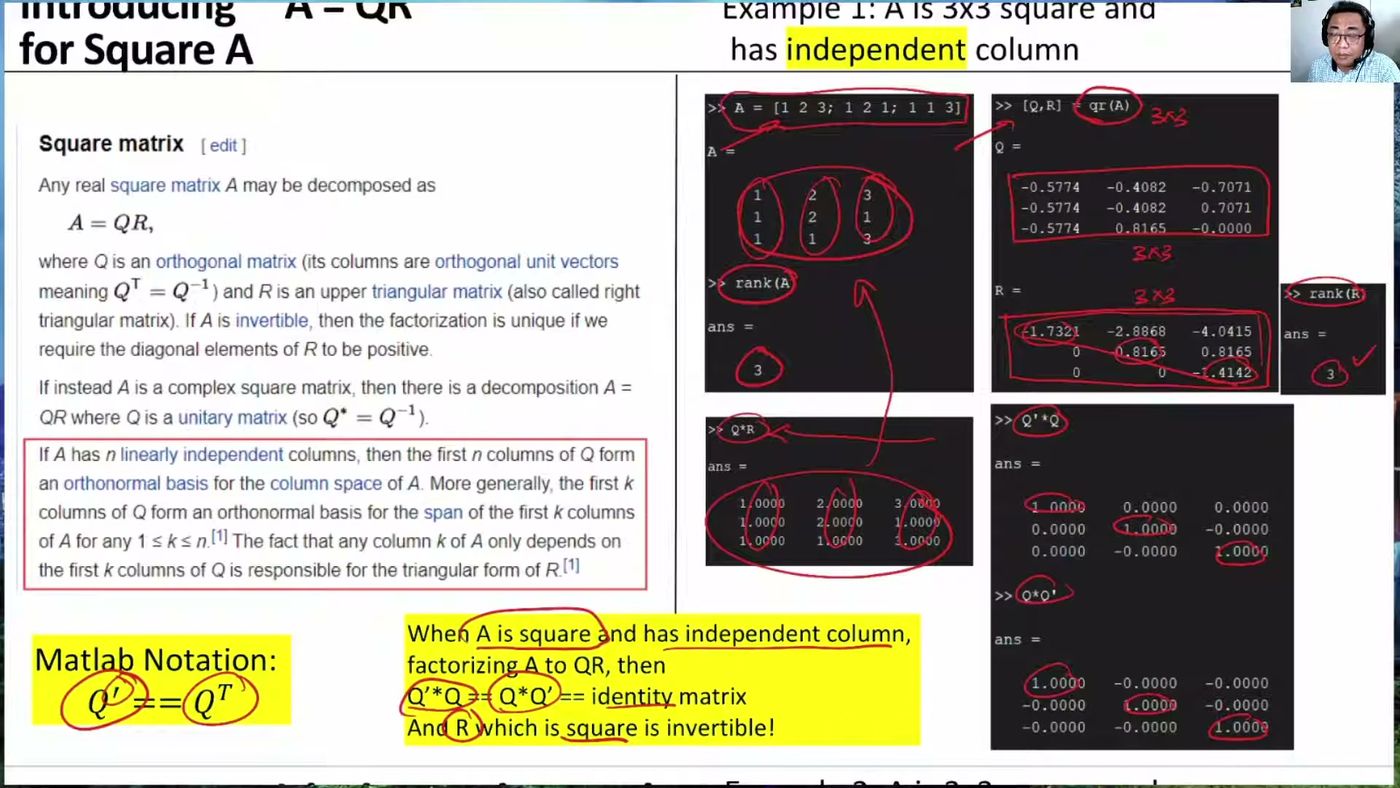 Introducing A = QR
for Square A
Example 1: A is 3x3 square and
has independent column
Square matrix [ edit ]
Any real square matrix A may be decomposed as
A = QR,
where Q is an orthogonal matrix (its columns are orthogonal unit vectors
meaning Qᵀ = Q⁻¹) and R is an upper triangular matrix (also called right
triangular matrix). If A is invertible, then the factorization is unique if we
require the diagonal elements of R to be positive.
If instead A is a complex square matrix, then there is a decomposition A =
QR where Q is a unitary matrix (so Q* = Q⁻¹).
If A has n linearly independent columns, then the first n columns of Q form
an orthonormal basis for the column space of A. More generally, the first k
columns of Q form an orthonormal basis for the span of the first k columns
of A for any 1 ≤ k ≤ n.[1] The fact that any column k of A only depends on
the first k columns of Q is responsible for the triangular form of R.[1]
Matlab Notation:
Q′ == Qᵀ
When A is square and has independent column,
factorizing A to QR, then
Q'*Q == Q*Q' == identity matrix
And R which is square is invertible!
>> A = [1 2 3; 1 2 1; 1 1 3]
A =
1 2 3
1 2 1
1 1 3
>> rank(A)
ans =
3
>> Q*R
ans =
1.0000 2.0000 3.0000
1.0000 2.0000 1.0000
1.0000 1.0000 3.0000
>> [Q,R] = qr(A)
3x3
Q =
-0.5774 -0.4082 -0.7071
-0.5774 -0.4082 0.7071
-0.5774 0.8165 -0.0000
3x3
R =
3x3
-1.7321 -2.8868 -4.0415
0 0.8165 0.8165
0 0 -1.4142
>> rank(R)
ans =
3
>> Q'*Q
ans =
1.0000 0.0000 0.0000
0.0000 1.0000 -0.0000
0.0000 -0.0000 1.0000
>> Q*Q'
ans =
1.0000 -0.0000 -0.0000
-0.0000 1.0000 -0.0000
-0.0000 -0.0000 1.0000